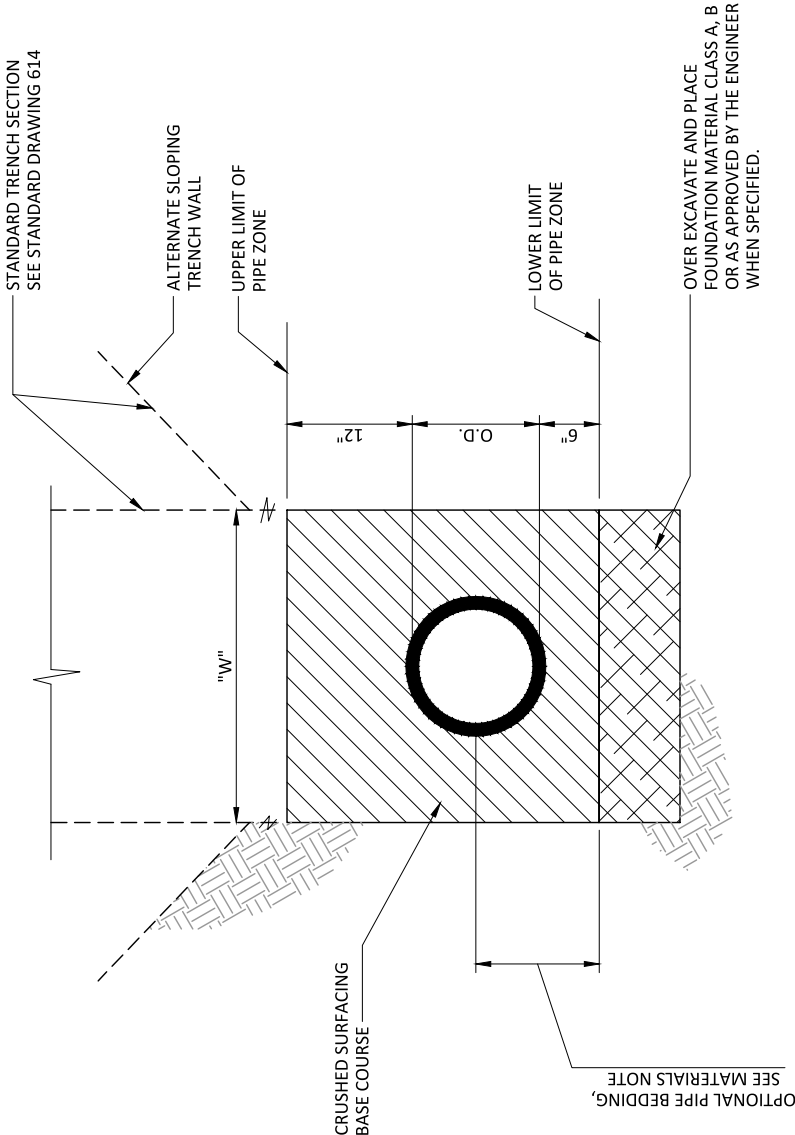 STANDARD TRENCH SECTION
SEE STANDARD DRAWING 614
ALTERNATE SLOPING
TRENCH WALL
UPPER LIMIT OF
PIPE ZONE
LOWER LIMIT
OF PIPE ZONE
OVER EXCAVATE AND PLACE
FOUNDATION MATERIAL CLASS A, B
OR AS APPROVED BY THE ENGINEER
WHEN SPECIFIED.
12"
O.D.
6"
"W"
CRUSHED SURFACING
BASE COURSE
OPTIONAL PIPE BEDDING,
SEE MATERIALS NOTE